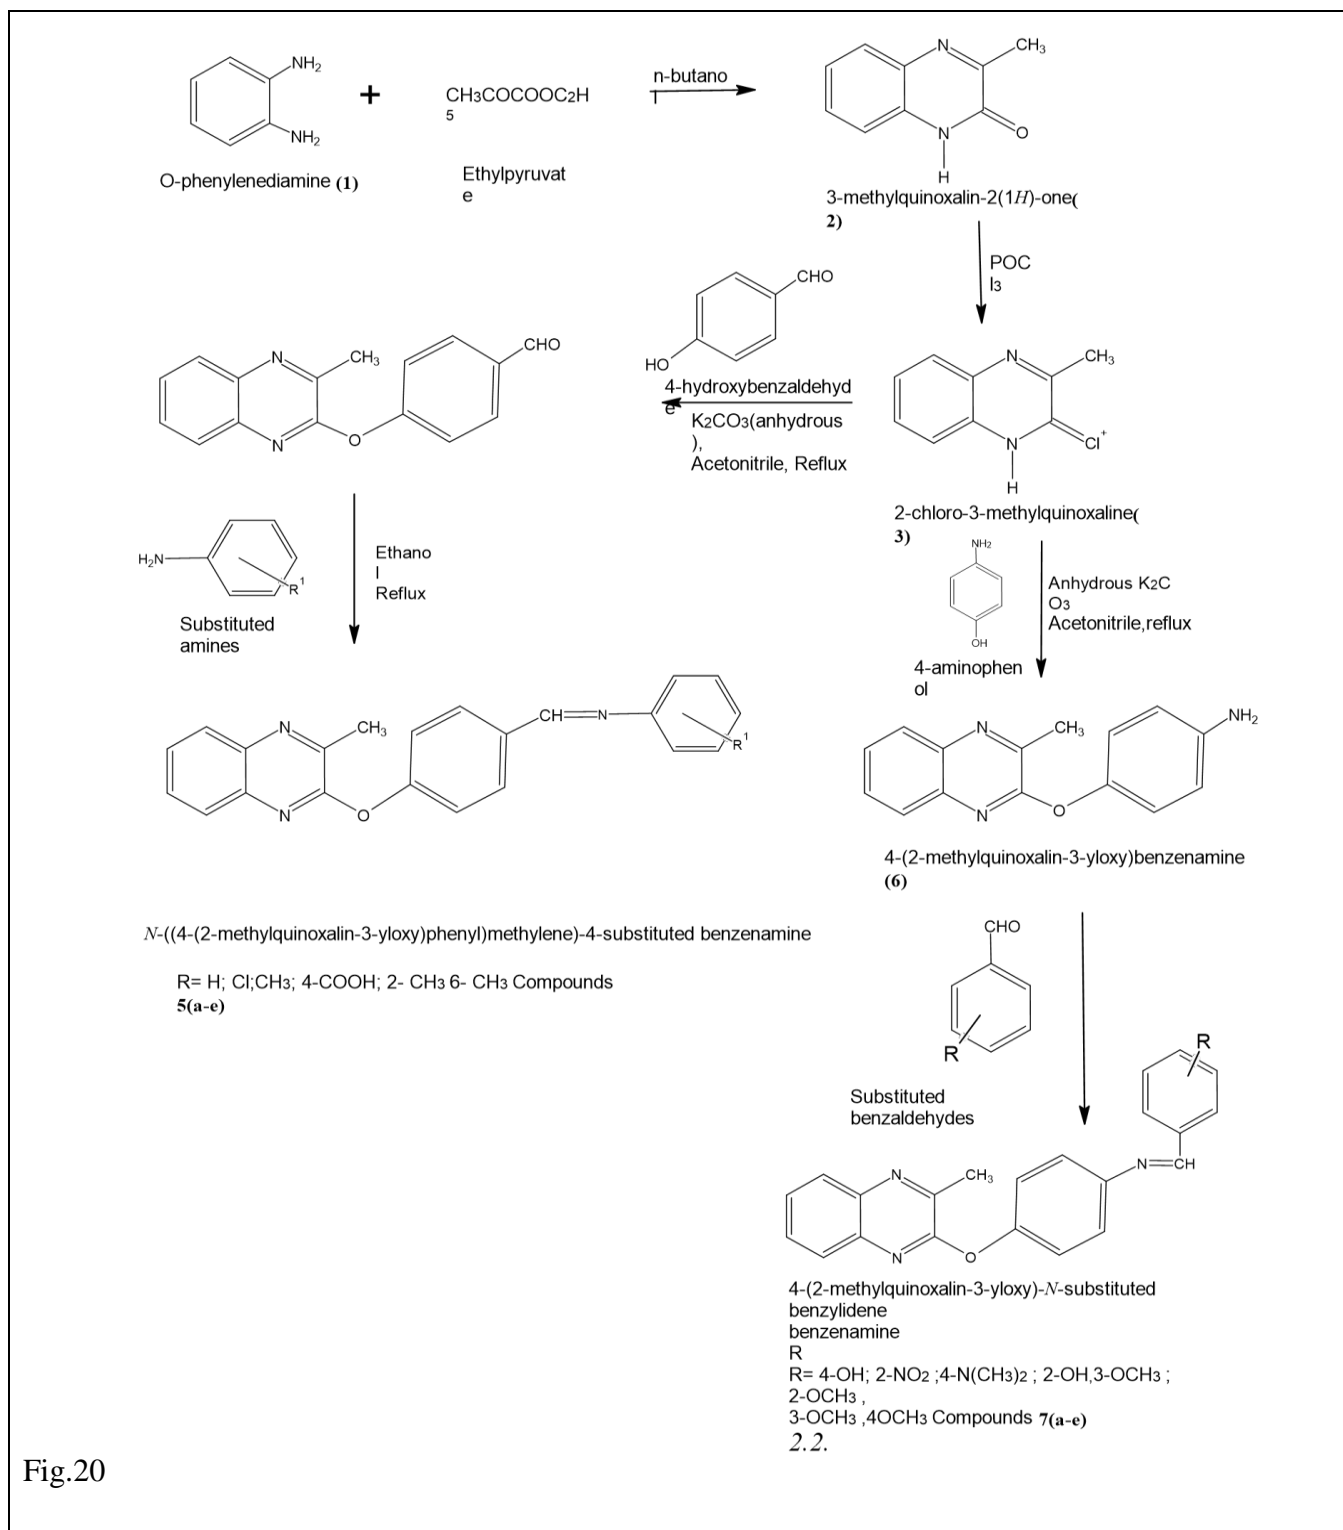 NH2
NH2
+
CH3COCOOC2H
5
n-butano
l
N
CH3
N
O
H
O-phenylenediamine (1)
Ethylpyruvat
e
3-methylquinoxalin-2(1H)-one(
2)
POC
l3
CHO
HO
4-hydroxybenzaldehyd
e
K2CO3(anhydrous
),
Acetonitrile, Reflux
N
CH3
N
O
CHO
N
CH3
N
Cl+
H
2-chloro-3-methylquinoxaline(
3)
H2N
R1
Substituted
amines
Ethano
l
Reflux
NH2
OH
4-aminophen
ol
Anhydrous K2C
O3
Acetonitrile,reflux
N
CH3
N
O
CH
N
R1
N
CH3
N
O
NH2
4-(2-methylquinoxalin-3-yloxy)benzenamine
(6)
N-((4-(2-methylquinoxalin-3-yloxy)phenyl)methylene)-4-substituted benzenamine
R= H; Cl;CH3; 4-COOH; 2- CH3 6- CH3 Compounds
5(a-e)
CHO
R
Substituted
benzaldehydes
R
N
CH
N
CH3
N
O
4-(2-methylquinoxalin-3-yloxy)-N-substituted
benzylidene
benzenamine
R
R= 4-OH; 2-NO2 ;4-N(CH3)2 ; 2-OH,3-OCH3 ;
2-OCH3 ,
3-OCH3 ,4OCH3 Compounds 7(a-e)
2.2.
Fig.20